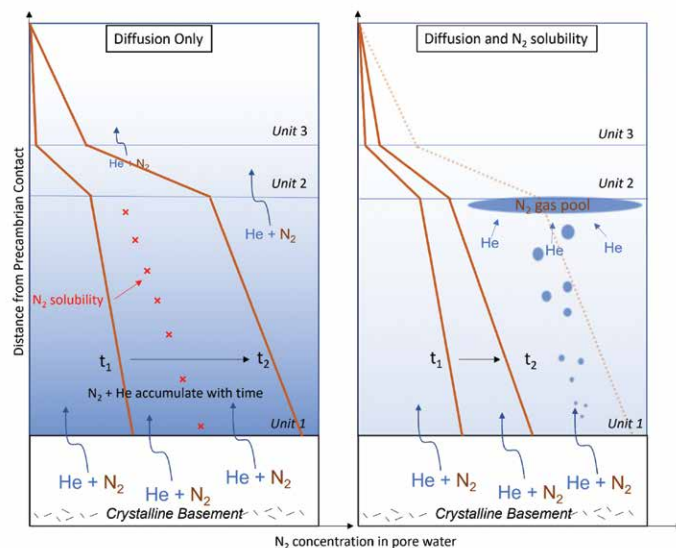 Diffusion Only
Unit 3
He + N2
Unit 2
He + N2
N2 solubility
t1
t2
N2 + He accumulate with time
Unit 1
He + N2
He + N2
He + N2
Crystalline Basement
Diffusion and N2 solubility
Unit 3
Unit 2
N2 gas pool
He
He
He
t1
t2
Unit 1
He + N2
He + N2
He + N2
Crystalline Basement
Distance from Precambrian Contact
N2 concentration in pore water